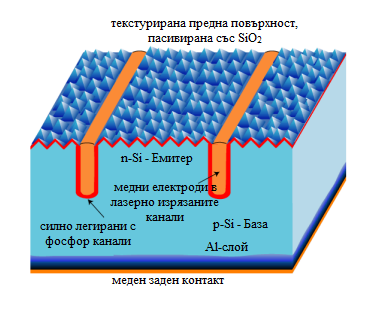 текстурирана предна повърхност,
пасивирана със SiO₂
n-Si - Емитер
медни електроди в
лазерно изрязаните
канали
силно легирани с
фосфор канали
p-Si - База
Al-слой
меден заден контакт